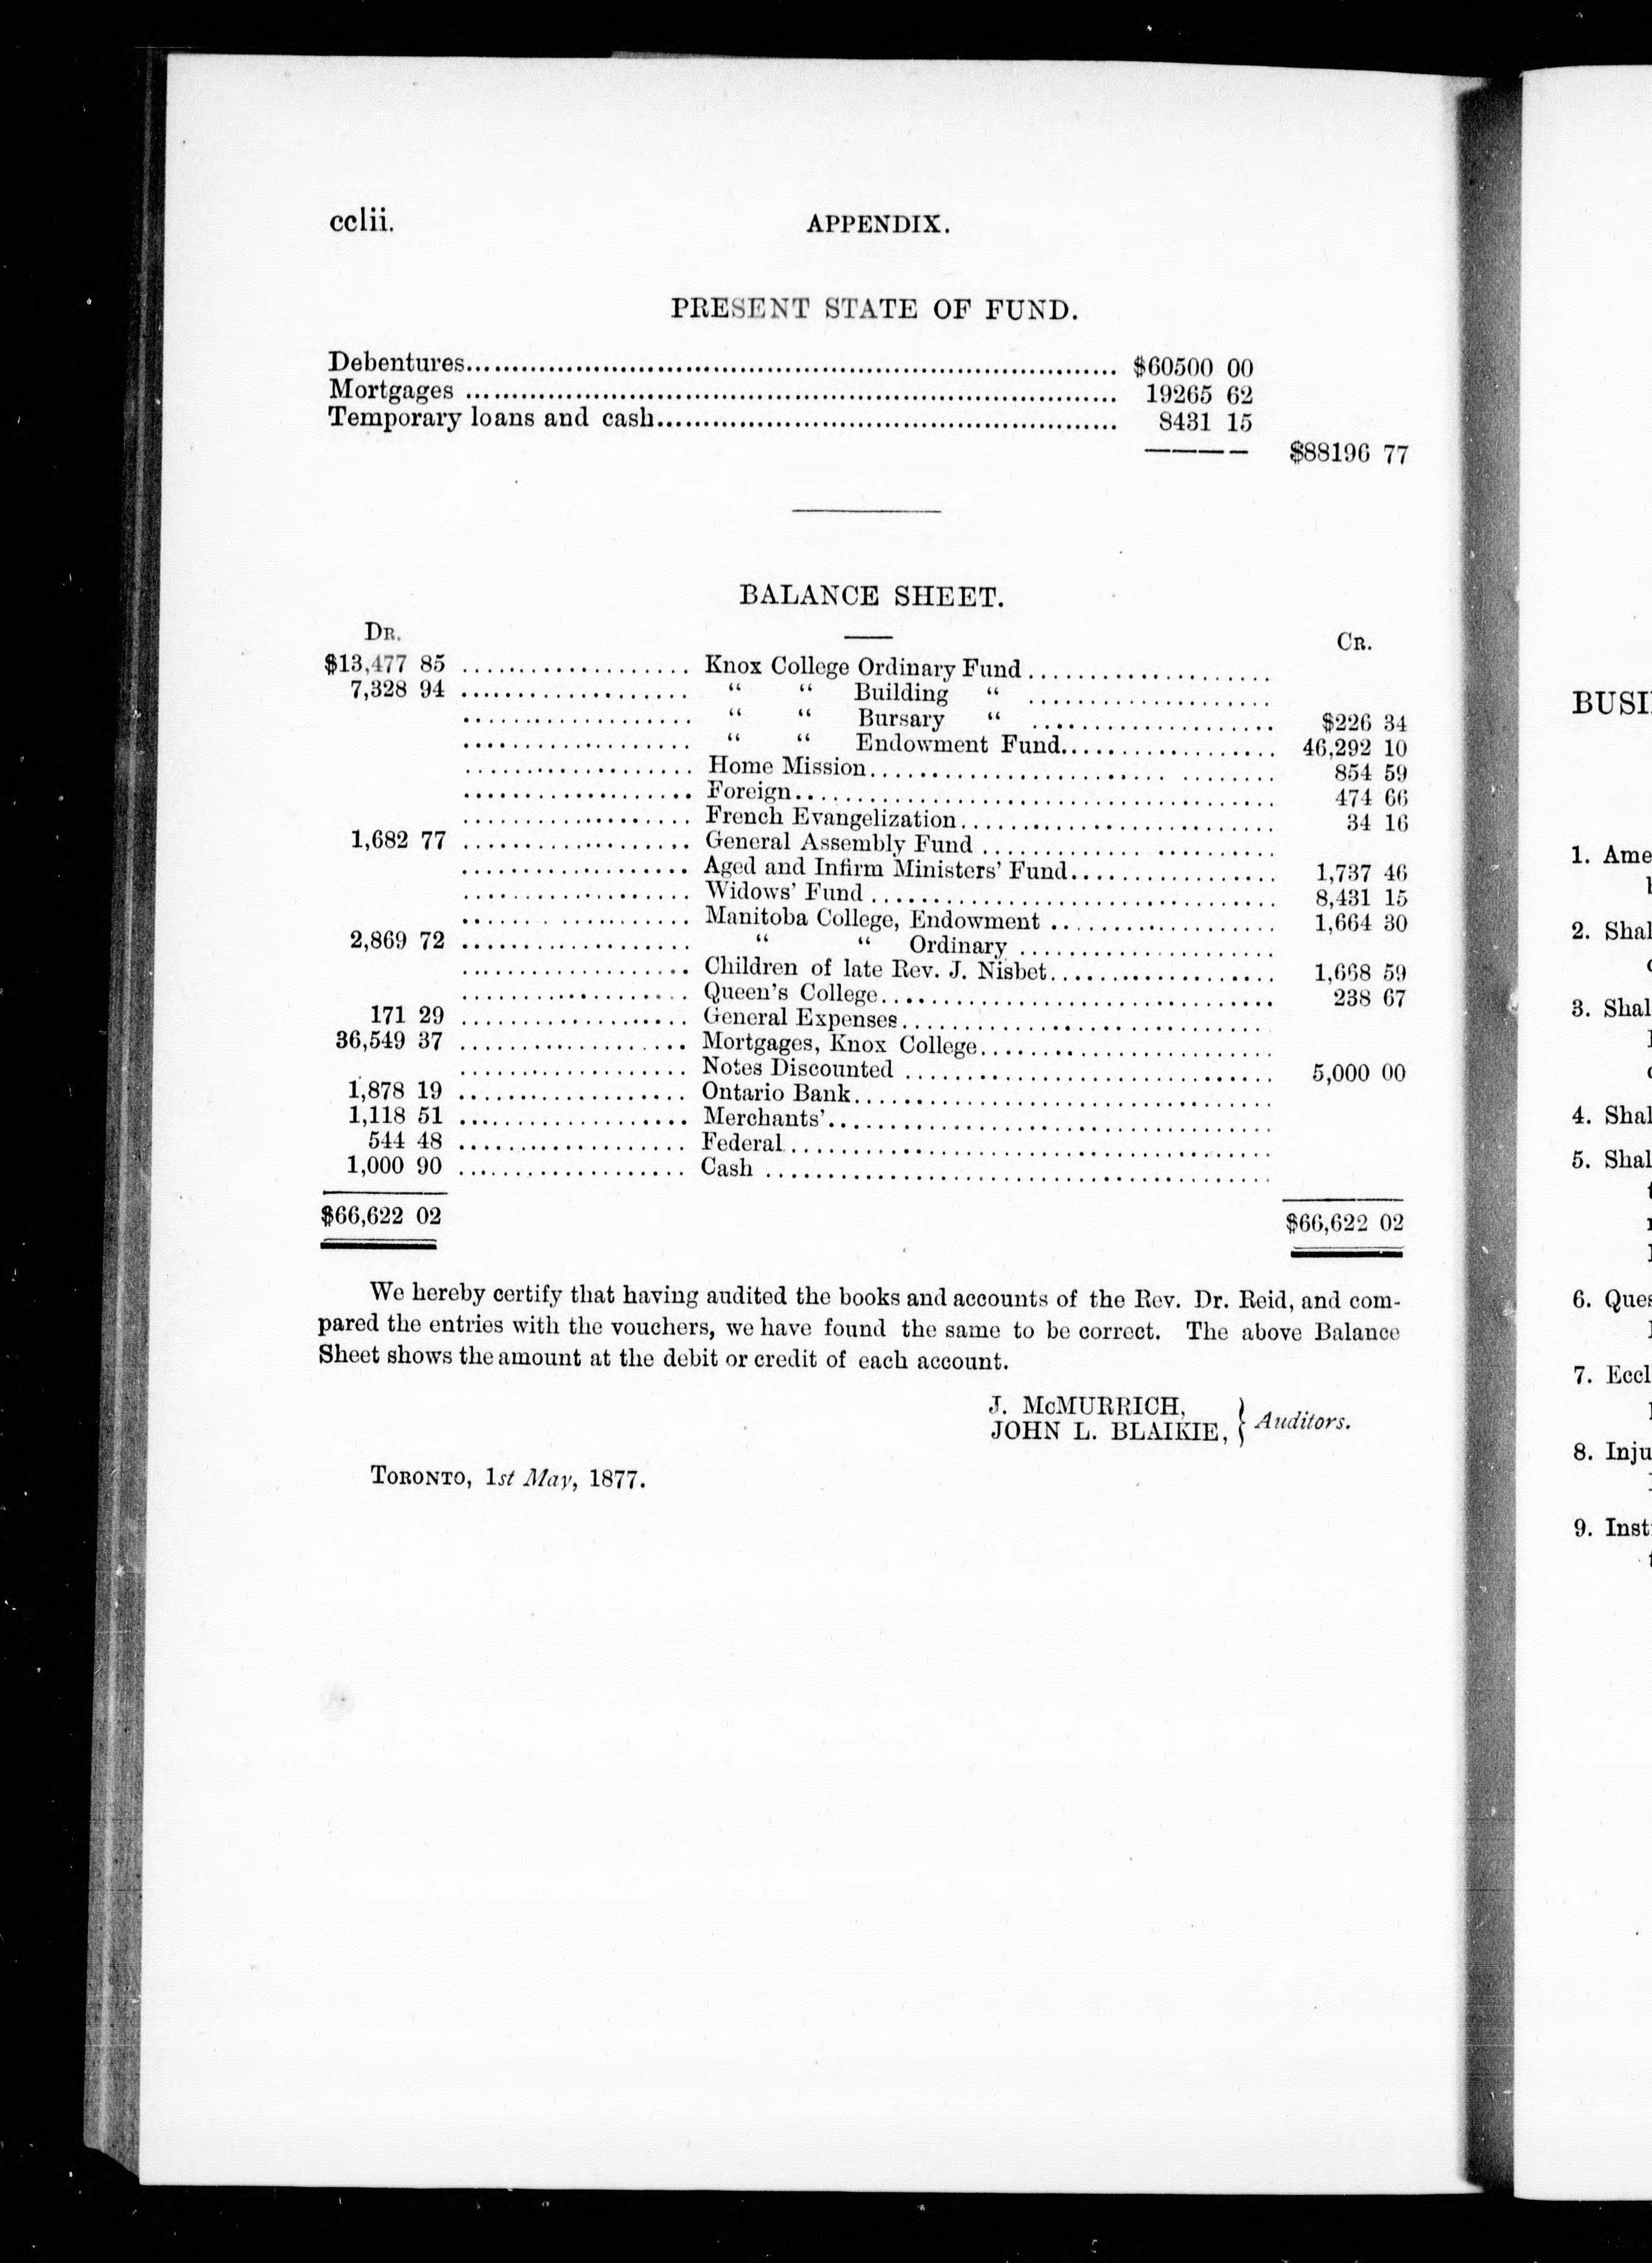 cclii. APPENDIX.
PRESENT STATE OF FUND.
Debentures........................................ $60500 00
Mortgages ........................................ 19265 62
Temporary loans and cash........................................ 8431 15
———— $88196 77
BALANCE SHEET.
DR. CR.
$13,477 85 .................... Knox College Ordinary Fund....................
7,328 94 .................... “ “ Building “ ....................
.................... “ “ Bursary “ .................... $226 34
.................... “ “ Endowment Fund.................... 46,292 10
.................... Home Mission.................... 854 59
.................... Foreign.................... 474 66
.................... French Evangelization.................... 34 16
1,682 77 .................... General Assembly Fund ....................
.................... Aged and Infirm Ministers’ Fund.................... 1,737 46
.................... Widows’ Fund .................... 8,431 15
.................... Manitoba College, Endowment .................... 1,664 30
2,869 72 .................... “ “ Ordinary ....................
.................... Children of late Rev. J. Nisbet.................... 1,668 59
.................... Queen’s College.................... 238 67
171 29 .................... General Expenses....................
36,549 37 .................... Mortgages, Knox College....................
.................... Notes Discounted .................... 5,000 00
1,878 19 .................... Ontario Bank....................
1,118 51 .................... Merchants’....................
544 48 .................... Federal....................
1,000 90 .................... Cash ....................
$66,622 02 $66,622 02
We hereby certify that having audited the books and accounts of the Rev. Dr. Reid, and com-
pared the entries with the vouchers, we have found the same to be correct. The above Balance
Sheet shows the amount at the debit or credit of each account.
J. McMURRICH,
JOHN L. BLAIKIE, } Auditors.
TORONTO, 1st May, 1877.
BUSI
1. Ame
2. Shal
3. Shal
4. Shal
5. Shal
6. Ques
7. Eccl
8. Inju
9. Inst